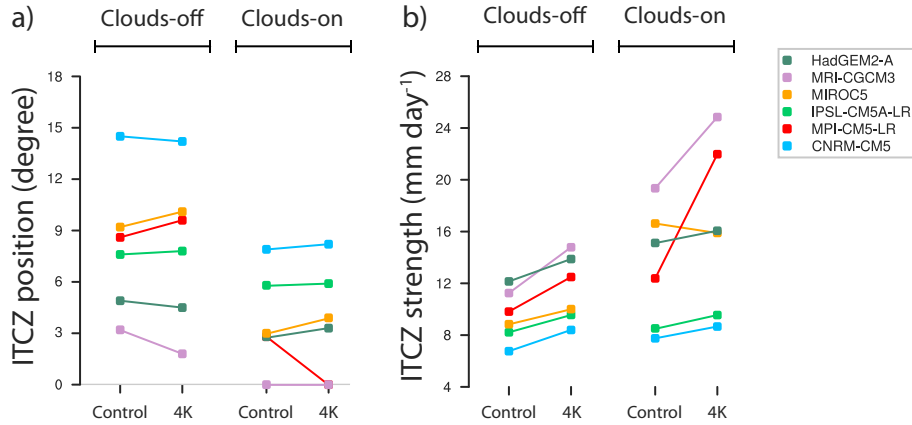 a)
Clouds-off
Clouds-on
ITCZ position (degree)
18
15
12
9
6
3
0
Control
4K
Control
4K
b)
Clouds-off
Clouds-on
ITCZ strength (mm day⁻¹)
28
24
20
16
12
8
4
Control
4K
Control
4K
HadGEM2-A
MRI-CGCM3
MIROC5
IPSL-CM5A-LR
MPI-CM5-LR
CNRM-CM5